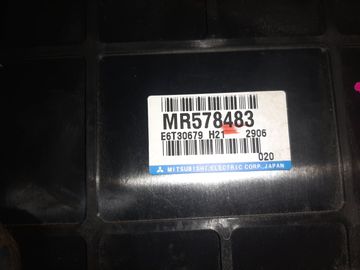 MR578483
E6T30679 H21 2906
020
MITSUBISHI ELECTRIC CORP. JAPAN